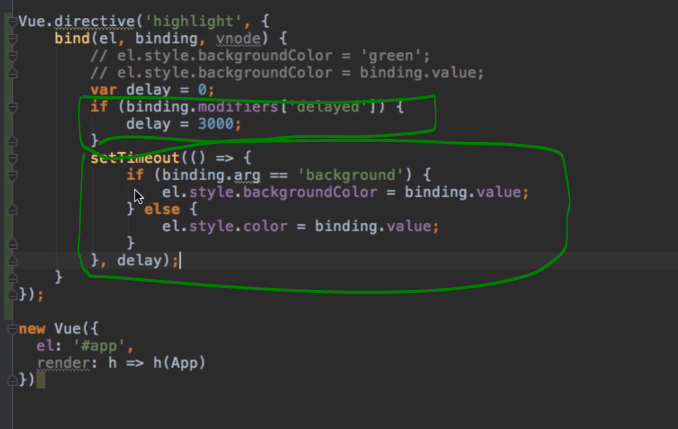 Vue.directive('highlight', {
    bind(el, binding, vnode) {
        // el.style.backgroundColor = 'green';
        // el.style.backgroundColor = binding.value;
        var delay = 0;
        if (binding.modifiers['delayed']) {
            delay = 3000;
        }
        setTimeout(() => {
            if (binding.arg == 'background') {
                el.style.backgroundColor = binding.value;
            } else {
                el.style.color = binding.value;
            }
        }, delay);
    }
});
new Vue({
  el: '#app',
  render: h => h(App)
})